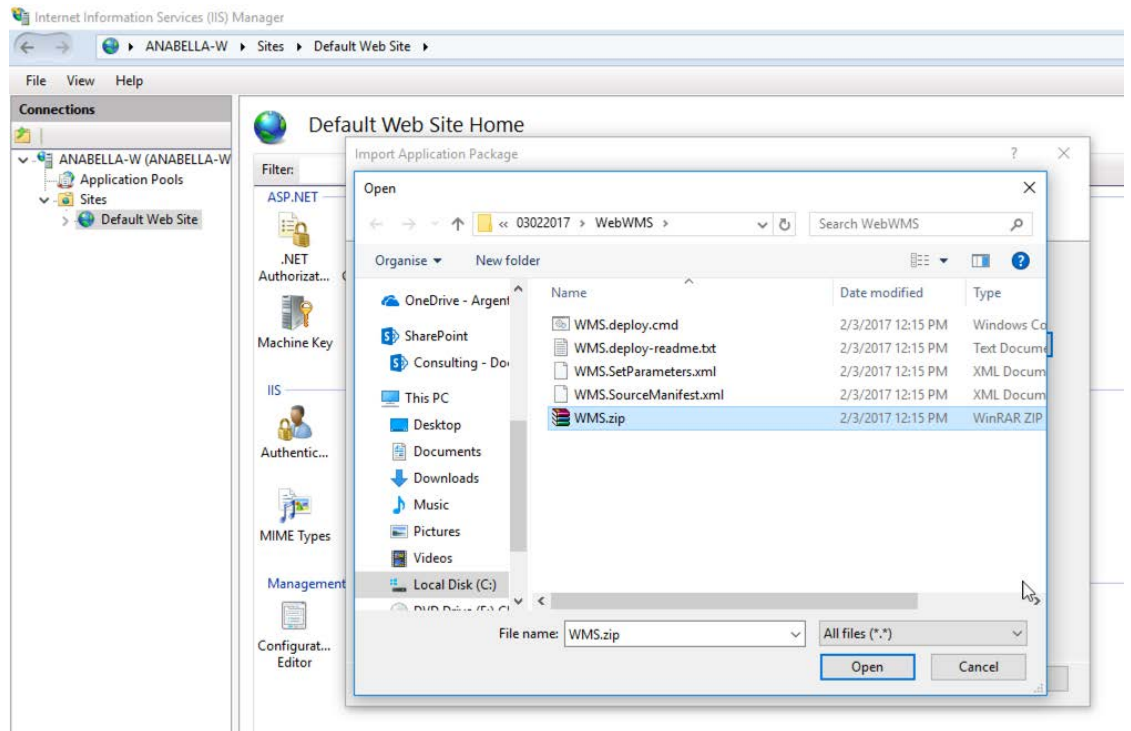 Internet Information Services (IIS) Manager
ANABELLA-W Sites Default Web Site
File View Help
Connections
ANABELLA-W (ANABELLA-W
Application Pools
Sites
Default Web Site
Default Web Site Home
Filter:
ASP.NET
.NET
Authorizat...
Machine Key
IIS
Authentic...
MIME Types
Management
Configurat...
Editor
Import Application Package
Open
« 03022017 > WebWMS >
Search WebWMS
Organise New folder
OneDrive - Argent
SharePoint
Consulting - Do
This PC
Desktop
Documents
Downloads
Music
Pictures
Videos
Local Disk (C:)
Name Date modified Type
WMS.deploy.cmd 2/3/2017 12:15 PM Windows Co
WMS.deploy-readme.txt 2/3/2017 12:15 PM Text Docume
WMS.SetParameters.xml 2/3/2017 12:15 PM XML Docum
WMS.SourceManifest.xml 2/3/2017 12:15 PM XML Docum
WMS.zip 2/3/2017 12:15 PM WinRAR ZIP
File name: WMS.zip All files (*.*)
Open Cancel